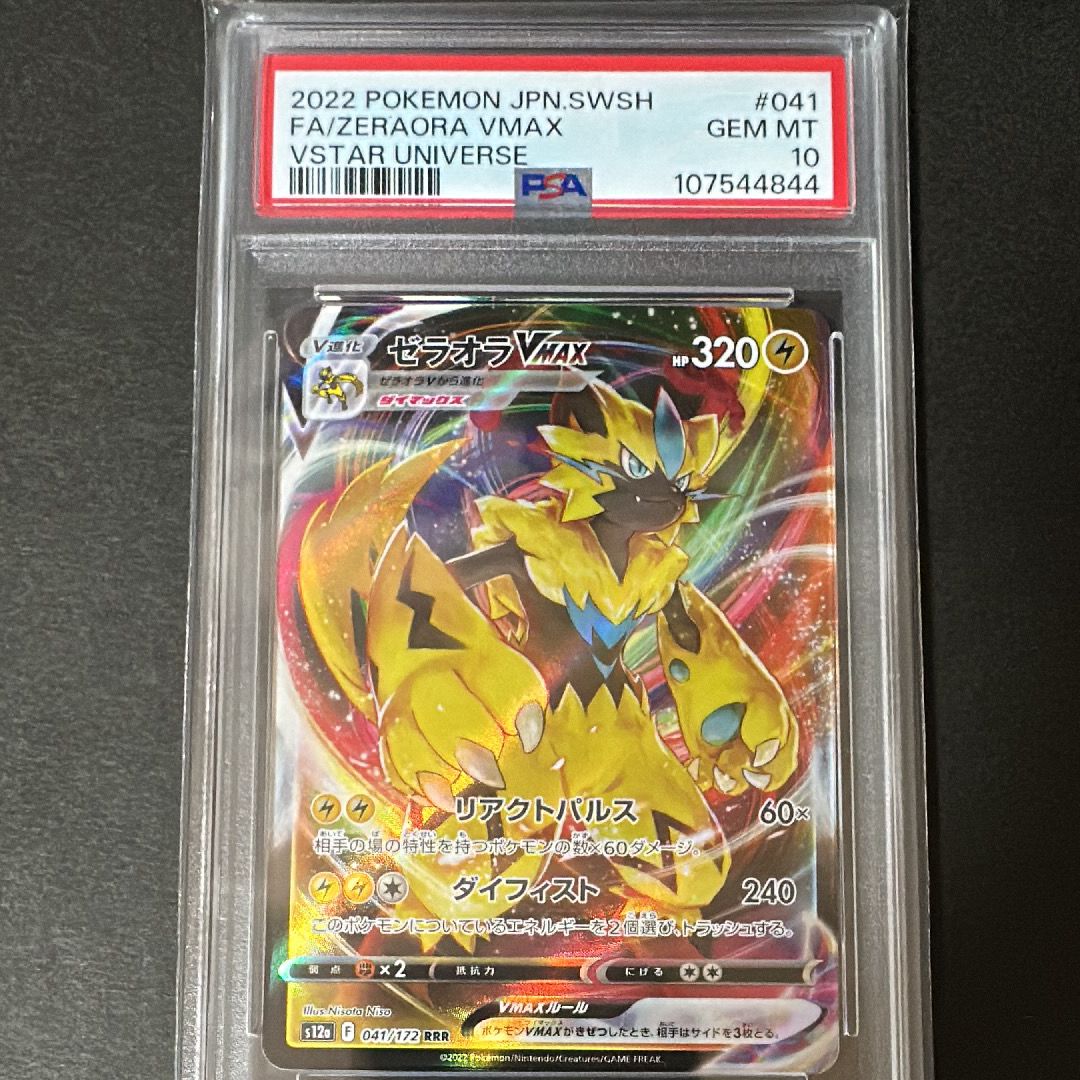 2022 POKEMON JPN.SWSH #041
FA/ZERAORA VMAX GEM MT
VSTAR UNIVERSE 10
PSA 107544844
V進化 ゼラオラVMAX HP320
ゼラオラVから進化
ダイマックス
リアクトパルス 60×
相手の場の特性を持つポケモンの数×60ダメージ。
ダイフィスト 240
このポケモンについているエネルギーを2個選び、トラッシュする。
弱点 ×2 抵抗力 にげる
Illus. Nisota Niso
VMAXルール
s12a F 041/172 RRR ポケモンVMAXがきぜつしたとき、相手はサイドを3枚とる。
©2022 Pokémon/Nintendo/Creatures/GAME FREAK.